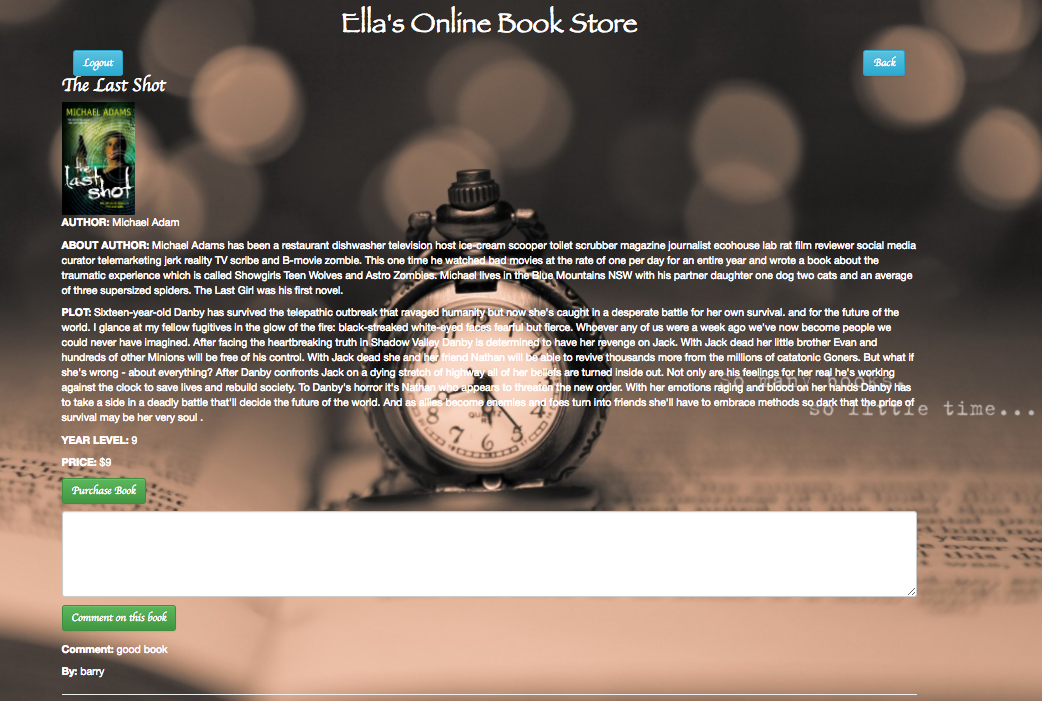 Ella's Online Book Store
Logout
Back
The Last Shot
MICHAEL ADAMS
the
last
shot
AUTHOR: Michael Adam
ABOUT AUTHOR: Michael Adams has been a restaurant dishwasher television host ice-cream scooper toilet scrubber magazine journalist ecohouse lab rat film reviewer social media
curator telemarketing jerk reality TV scribe and B-movie zombie. This one time he watched bad movies at the rate of one per day for an entire year and wrote a book about the
traumatic experience which is called Showgirls Teen Wolves and Astro Zombies. Michael lives in the Blue Mountains NSW with his partner daughter one dog two cats and an average
of three supersized spiders. The Last Girl was his first novel.
PLOT: Sixteen-year-old Danby has survived the telepathic outbreak that ravaged humanity but now she's caught in a desperate battle for her own survival. and for the future of the
world. I glance at my fellow fugitives in the glow of the fire: black-streaked white-eyed faces fearful but fierce. Whoever any of us were a week ago we've now become people we
could never have imagined. After facing the heartbreaking truth in Shadow Valley Danby is determined to have her revenge on Jack. With Jack dead her little brother Evan and
hundreds of other Minions will be free of his control. With Jack dead she and her friend Nathan will be able to revive thousands more from the millions of catatonic Goners. But what if
she's wrong - about everything? After Danby confronts Jack on a dying stretch of highway all of her beliefs are turned inside out. Not only are his feelings for her real he's working
against the clock to save lives and rebuild society. To Danby's horror it's Nathan who appears to threaten the new order. With her emotions raging and blood on her hands Danby has
to take a side in a deadly battle that'll decide the future of the world. And as allies become enemies and foes turn into friends she'll have to embrace methods so dark that the price of
survival may be her very soul .
So many books,
so little time...
YEAR LEVEL: 9
PRICE: $9
Purchase Book
Comment on this book
Comment: good book
By: barry